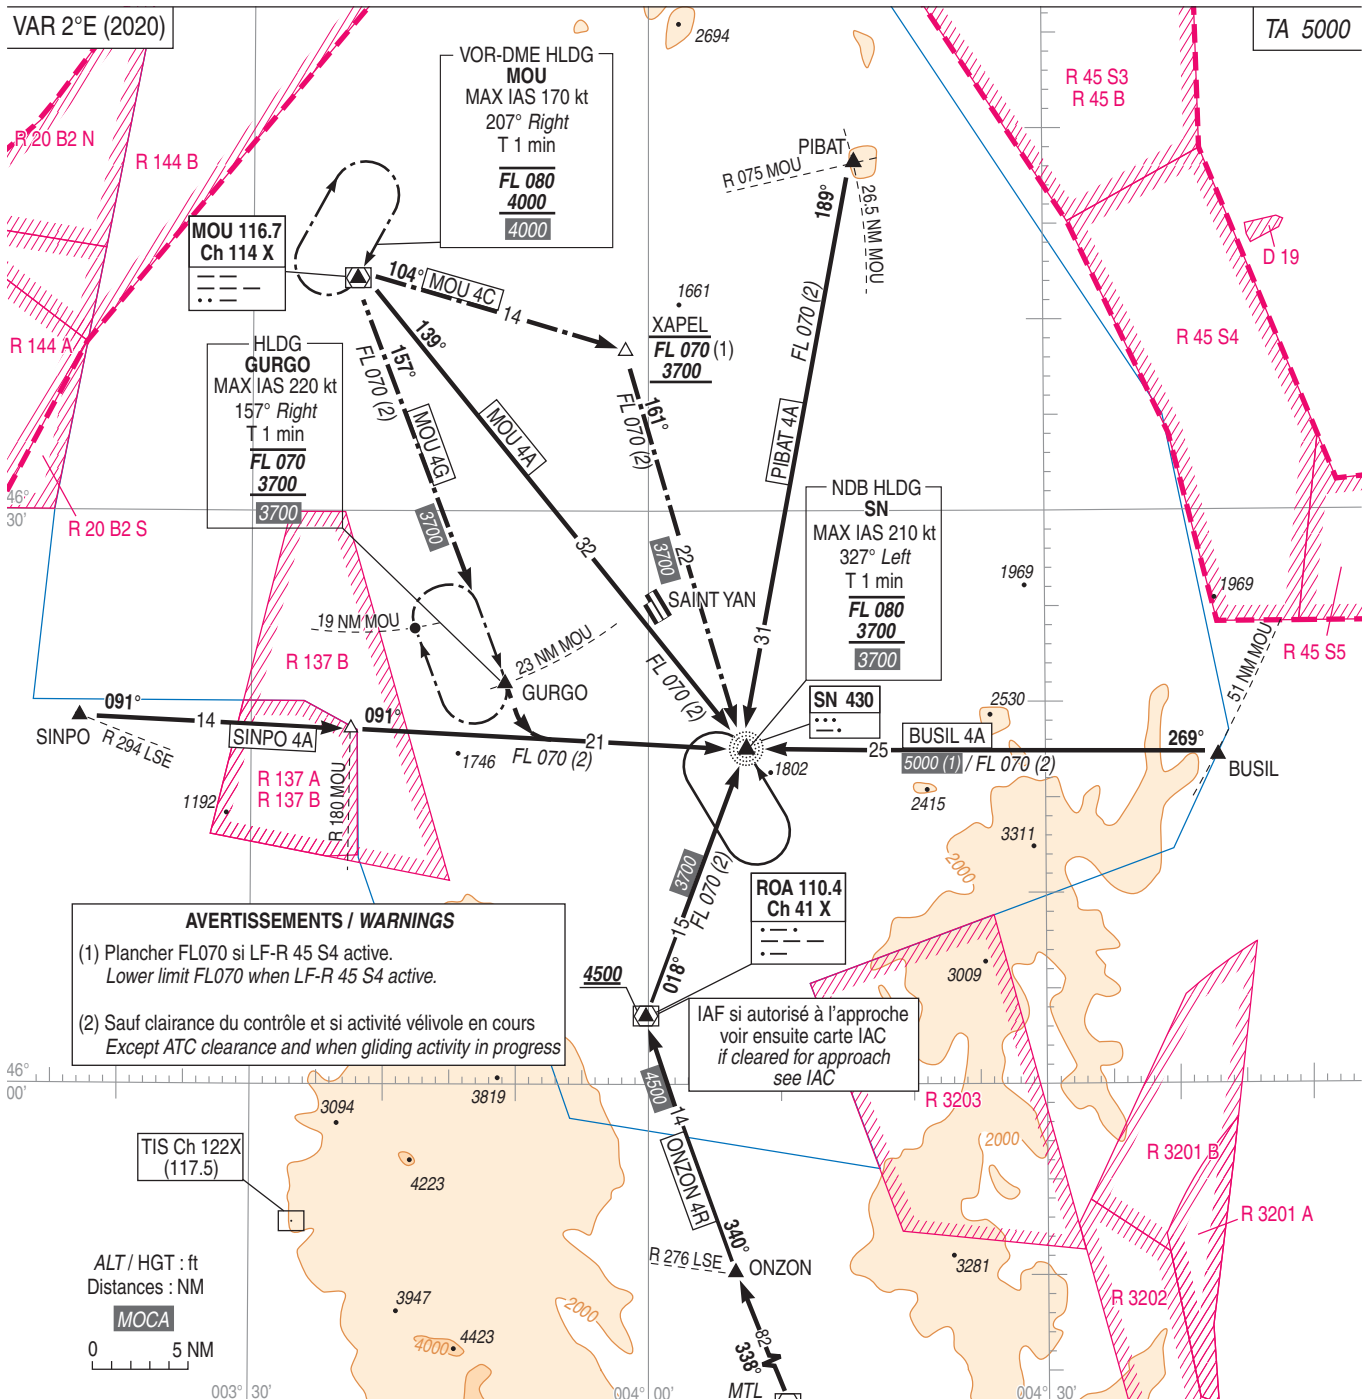 VAR 2°E (2020)
TA 5000
2694
VOR-DME HLDG
MOU
MAX IAS 170 kt
207° Right
T 1 min
FL 080
4000
4000
R 45 S3
R 45 B
R 20 B2 N
R 144 B
PIBAT
R 075 MOU
26.5 NM MOU
189°
MOU 116.7
Ch 114 X
D 19
104°
MOU 4C
14
1661
XAPEL
FL 070 (1)
3700
FL 070 (2)
R 144 A
R 45 S4
HLDG
GURGO
MAX IAS 220 kt
157° Right
T 1 min
FL 070
3700
3700
139°
157°
FL 070 (2)
161°
FL 070 (2)
MOU 4G
MOU 4A
PIBAT 4A
46°
30'
R 20 B2 S
NDB HLDG
SN
MAX IAS 210 kt
327° Left
T 1 min
FL 080
3700
3700
3700
32
3700
22
SAINT YAN
1969
1969
19 NM MOU
31
R 45 S5
R 137 B
23 NM MOU
GURGO
FL 070 (2)
51 NM MOU
SN 430
2530
091°
14
SINPO
R 294 LSE
SINPO 4A
091°
21
FL 070 (2)
1746
25
BUSIL 4A
269°
5000 (1) / FL 070 (2)
BUSIL
R 137 A
R 137 B
1192
R 180 MOU
1802
2415
3311
2000
3700
FL 070 (2)
15
018°
ROA 110.4
Ch 41 X
AVERTISSEMENTS / WARNINGS
(1) Plancher FL070 si LF-R 45 S4 active.
Lower limit FL070 when LF-R 45 S4 active.
(2) Sauf clairance du contrôle et si activité vélivole en cours
Except ATC clearance and when gliding activity in progress
4500
3009
IAF si autorisé à l'approche
voir ensuite carte IAC
if cleared for approach
see IAC
46°
00'
3094
3819
4500
14
R 3203
2000
TIS Ch 122X
(117.5)
4223
ONZON 4R
R 3201 B
R 3201 A
340°
R 276 LSE
ONZON
3281
ALT / HGT : ft
Distances : NM
MOCA
0 5 NM
3947
4423
4000
2000
82
338°
MTL
R 3202
003° 30'
004° 00'
004° 30'